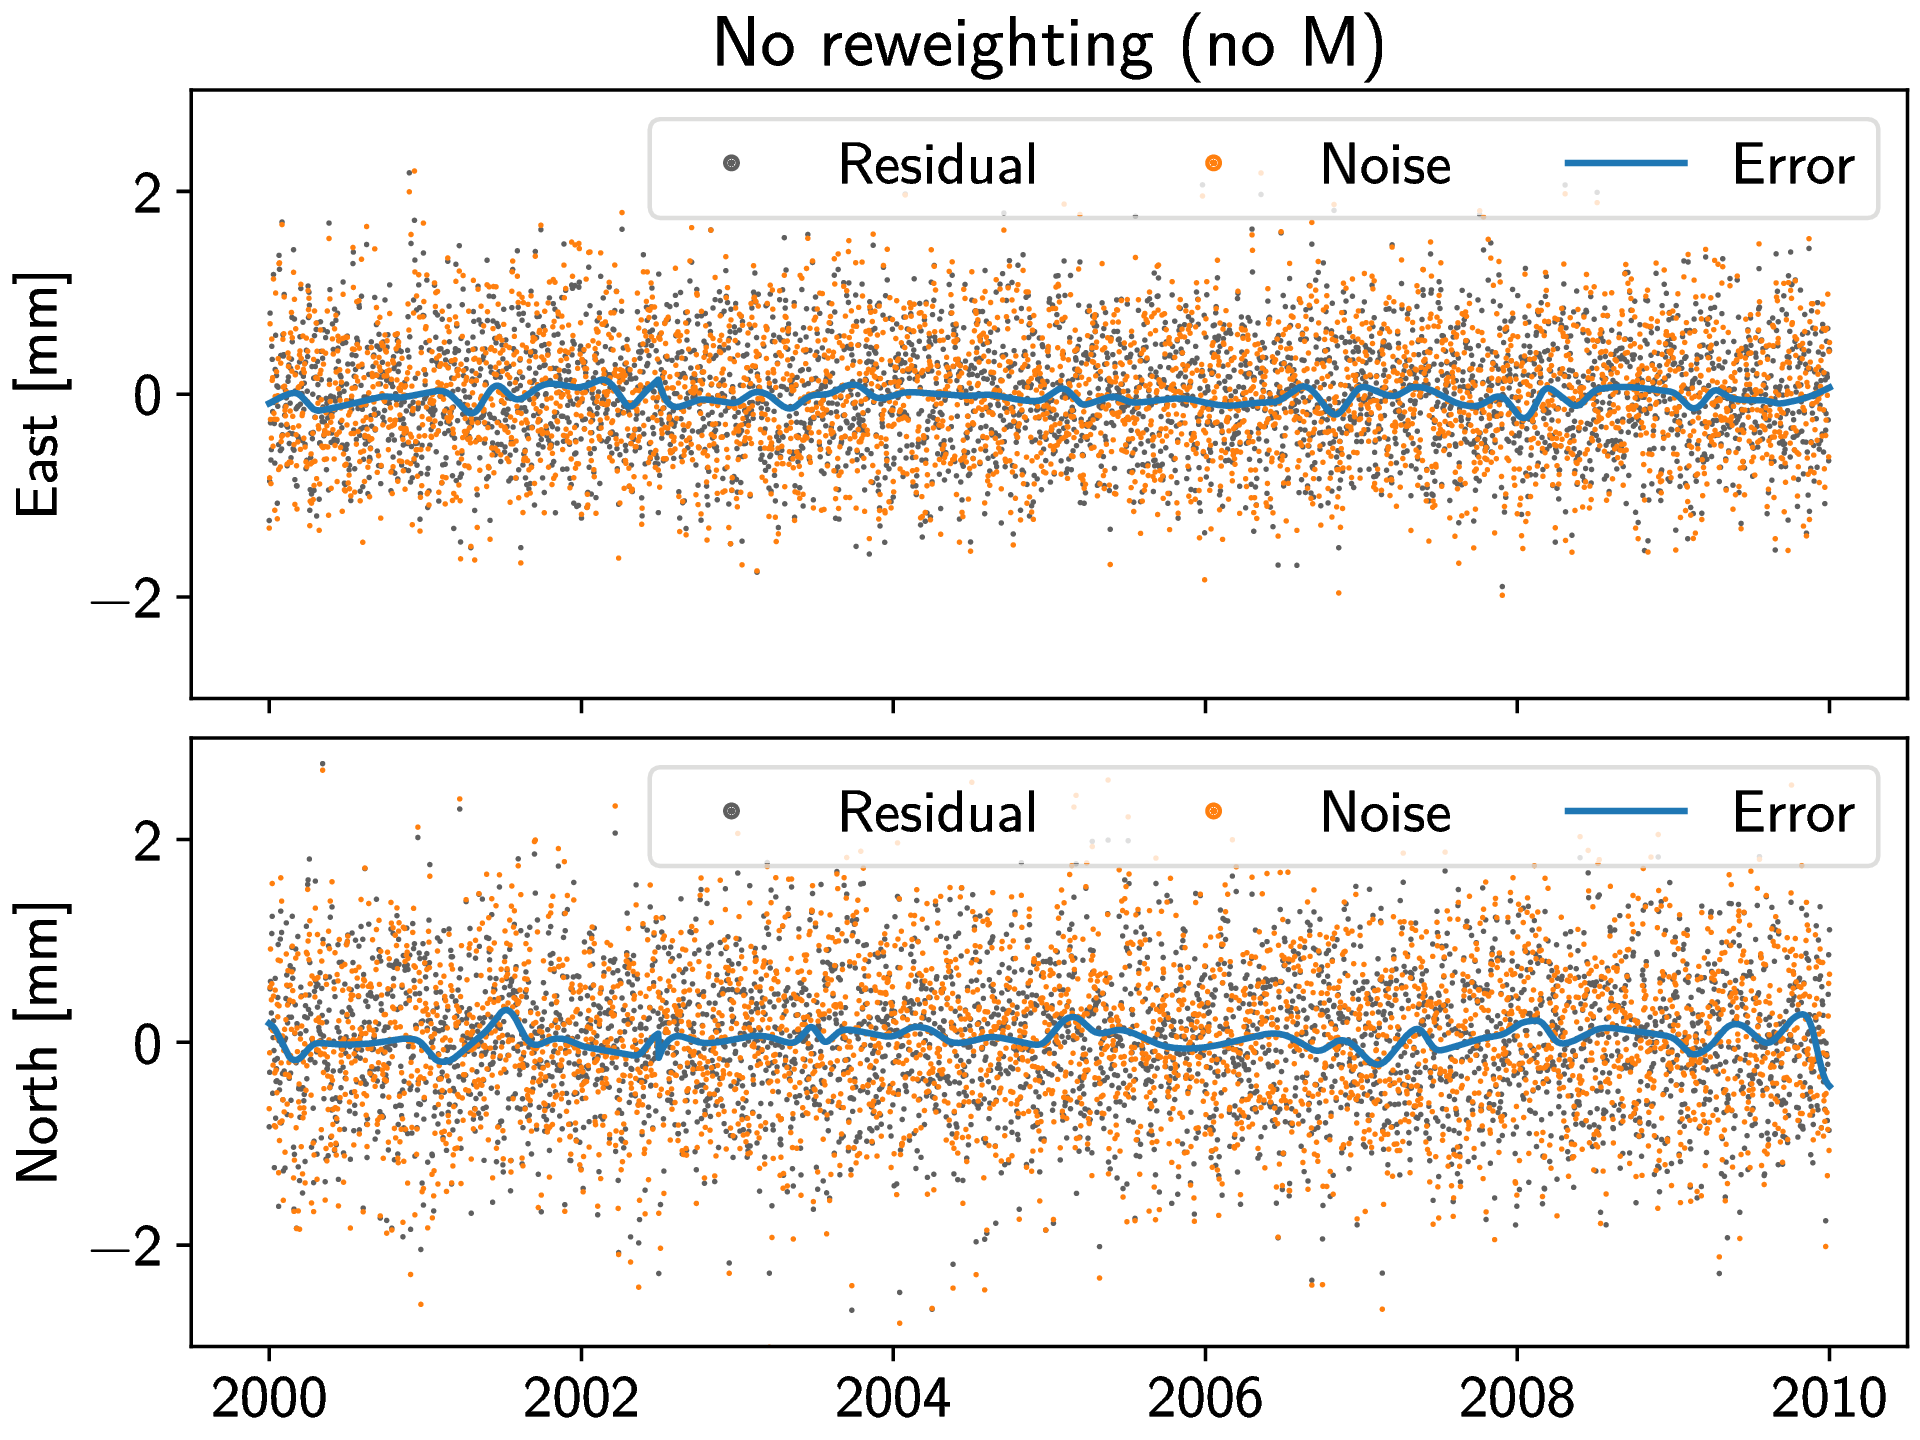 No reweighting (no M)
Residual Noise Error
East [mm]
2
0
−2
Residual Noise Error
North [mm]
2
0
−2
2000 2002 2004 2006 2008 2010